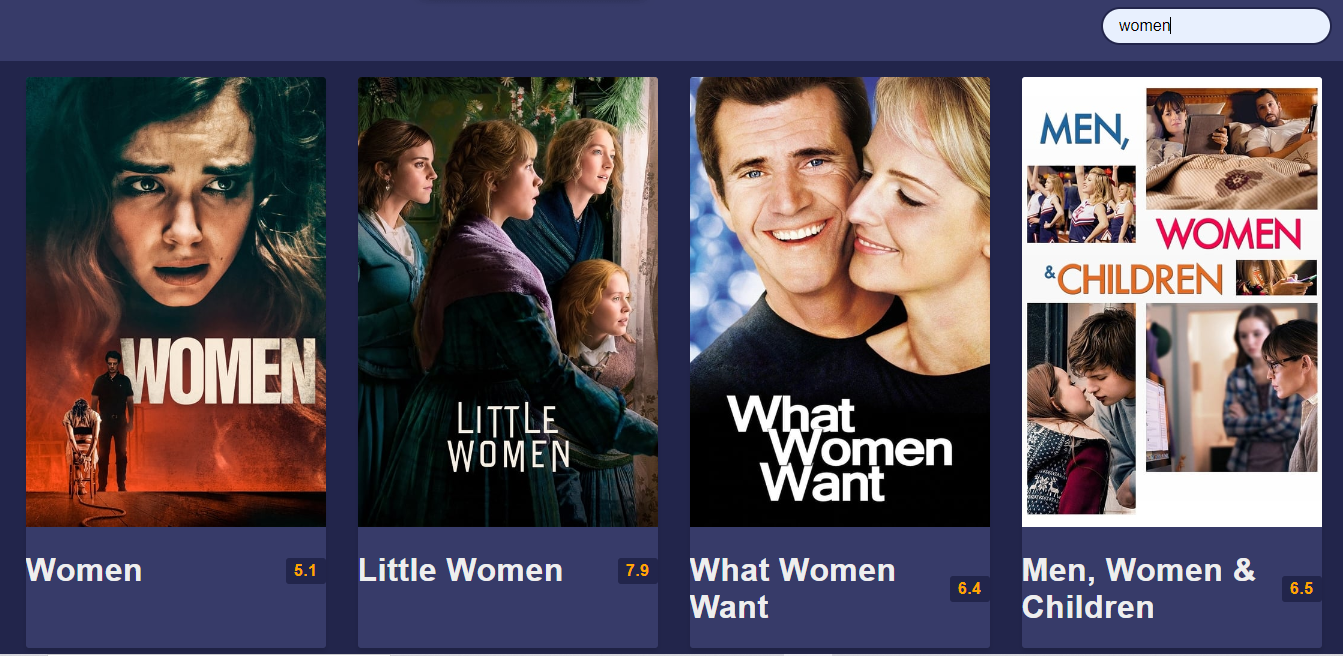 women
WOMEN
LITTLE
WOMEN
What
Women
Want
MEN,
WOMEN
& CHILDREN
Women
5.1
Little Women
7.9
What Women
Want
6.4
Men, Women &
Children
6.5